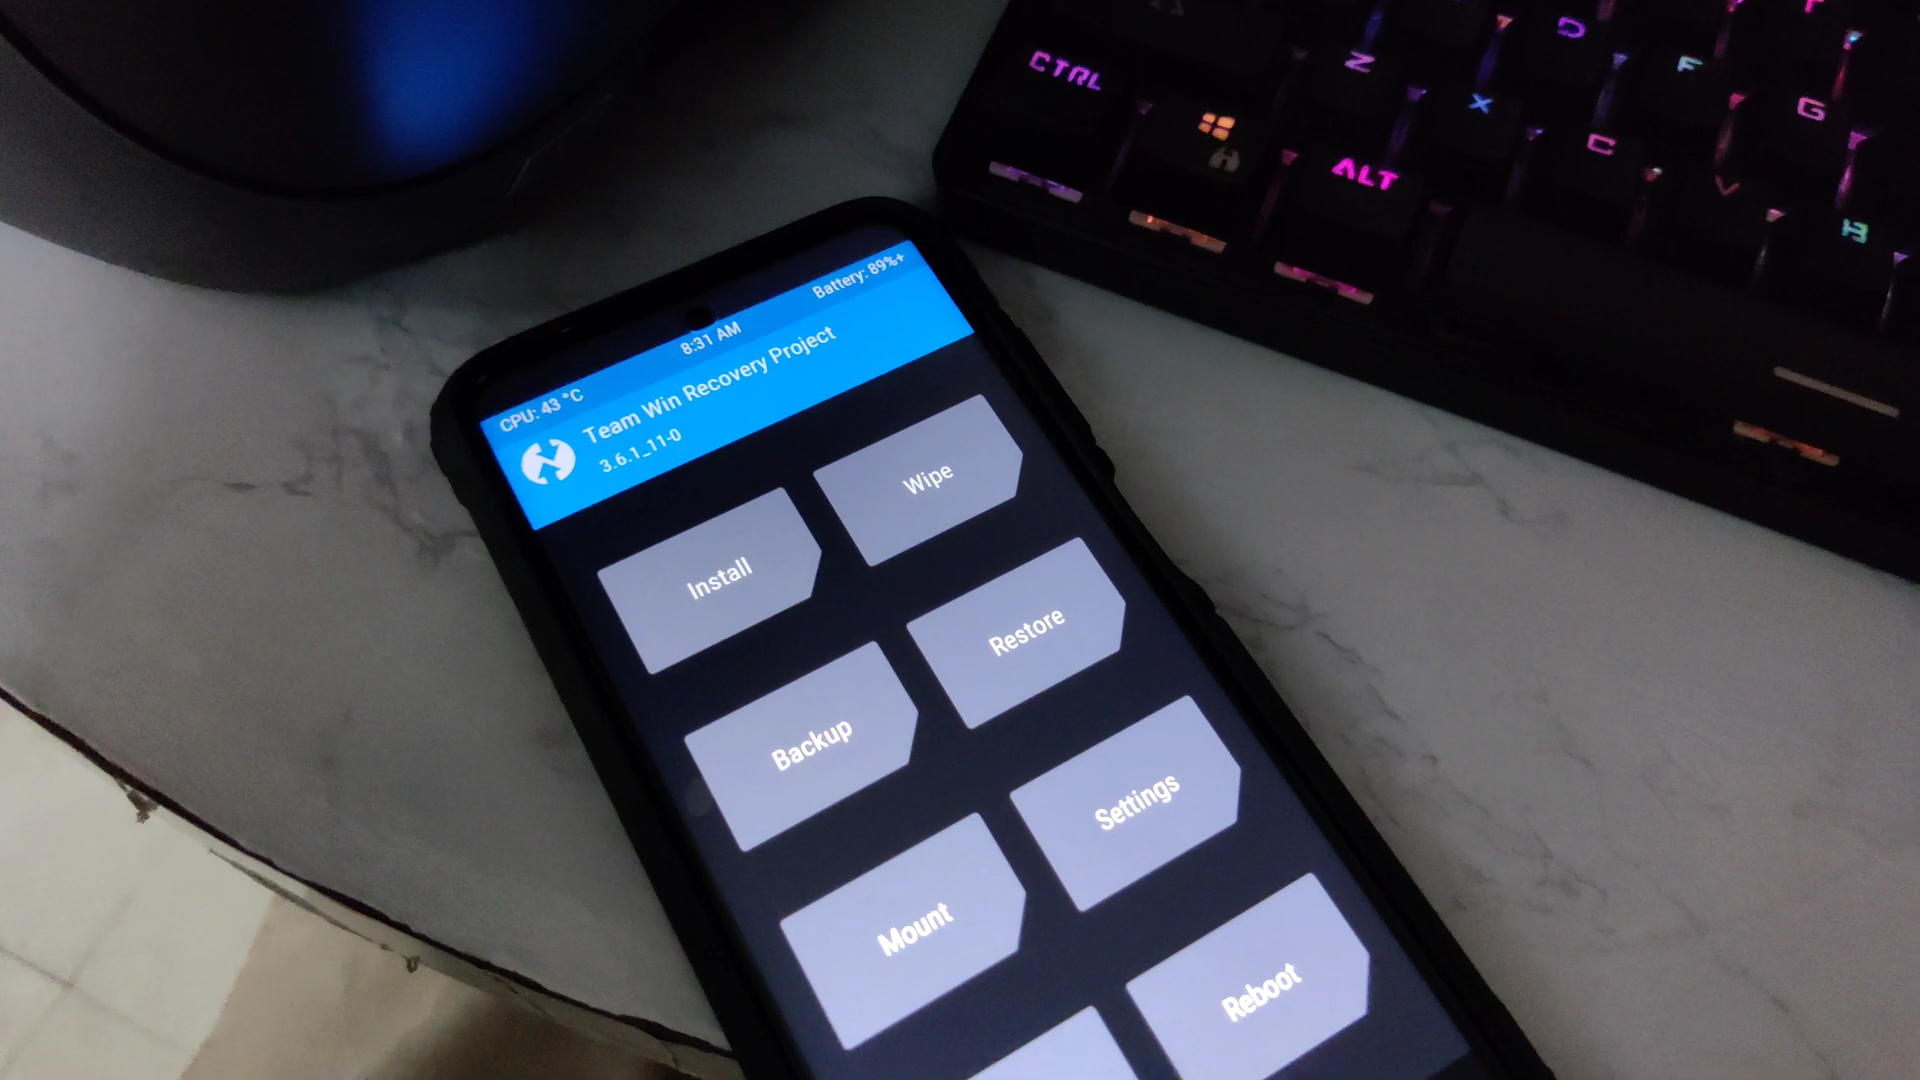 CTRL
Z
D
F
X
G
C
ALT
V
B
Battery: 89%+
8:31 AM
CPU: 43 °C
Team Win Recovery Project
3.6.1_11-0
Install
Wipe
Backup
Restore
Mount
Settings
Reboot